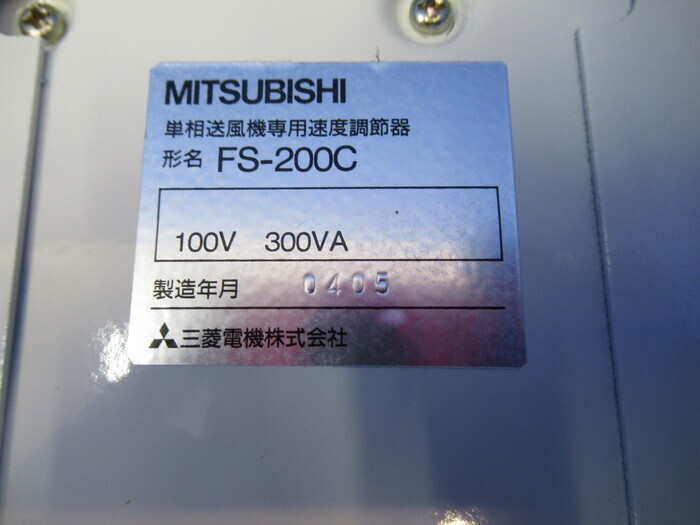 MITSUBISHI
単相送風機専用速度調節器
形名 FS-200C
100V 300VA
製造年月 0405
三菱電機株式会社